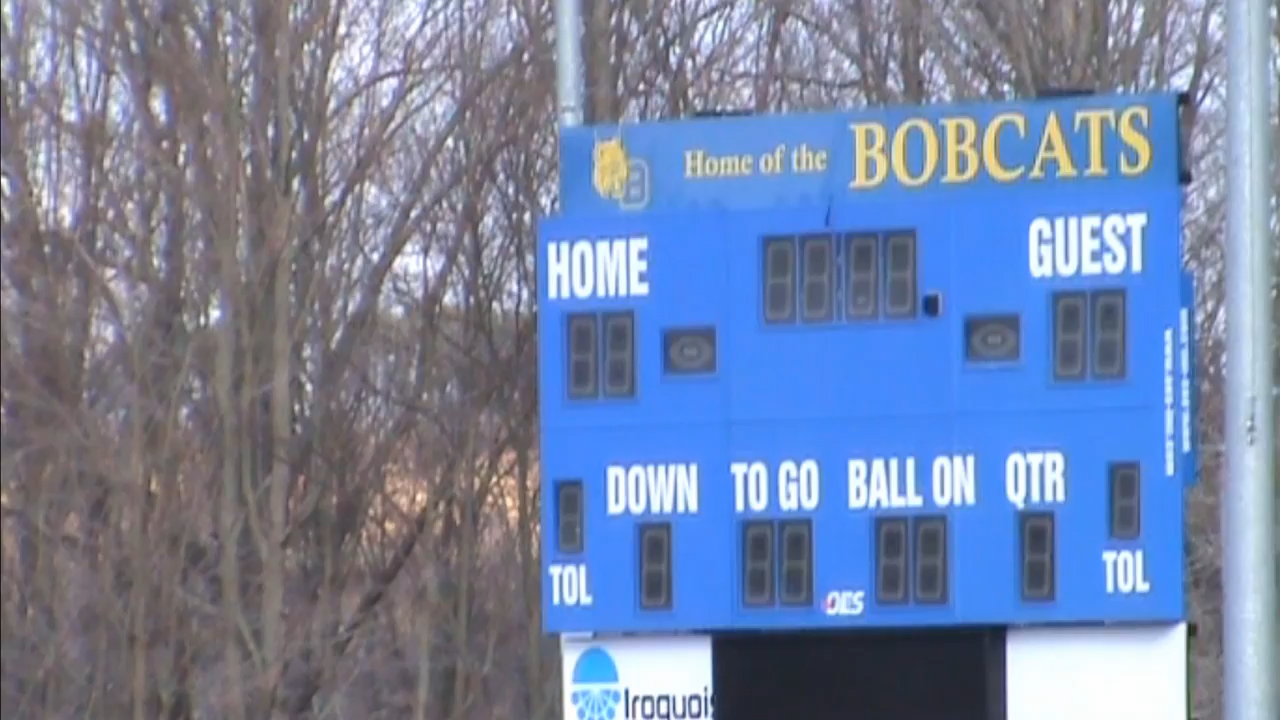 B
Home of the BOBCATS
HOME
GUEST
DOWN TO GO BALL ON QTR
TOL
TOL
OES
Iroquois